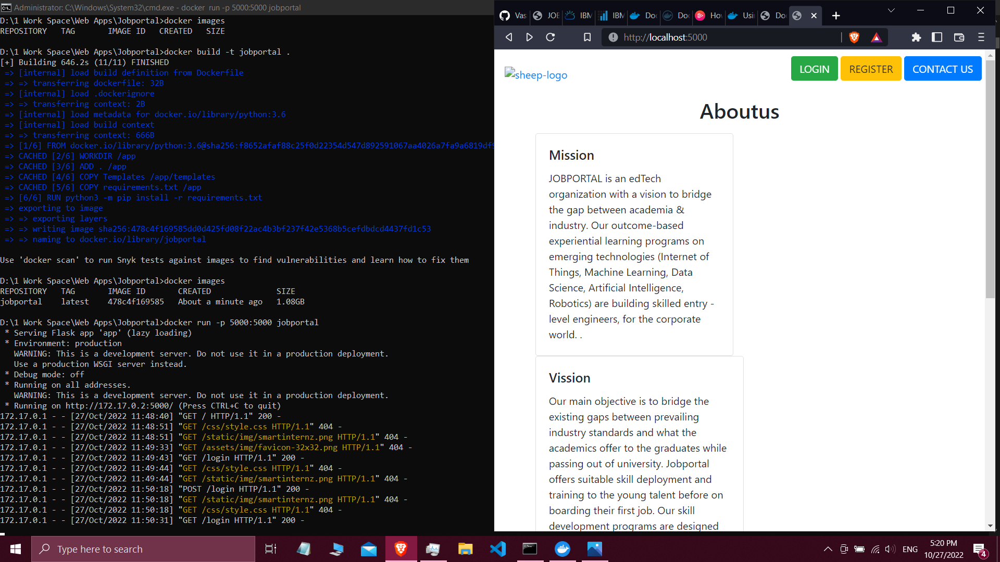 Administrator: C:\Windows\System32\cmd.exe - docker  run -p 5000:5000 jobportal
D:\1 Work Space\Web Apps\Jobportal>docker images
REPOSITORY   TAG       IMAGE ID   CREATED   SIZE
D:\1 Work Space\Web Apps\Jobportal>docker build -t jobportal .
[+] Building 646.2s (11/11) FINISHED
=> [internal] load build definition from Dockerfile
=> => transferring dockerfile: 32B
=> [internal] load .dockerignore
=> => transferring context: 2B
=> [internal] load metadata for docker.io/library/python:3.6
=> [internal] load build context
=> => transferring context: 666B
=> [1/6] FROM docker.io/library/python:3.6@sha256:f8652afaf88c25f0d22354d547d892591067aa4026a7fa9a6819df9
=> CACHED [2/6] WORKDIR /app
=> CACHED [3/6] ADD . /app
=> CACHED [4/6] COPY Templates /app/templates
=> CACHED [5/6] COPY requirements.txt /app
=> [6/6] RUN python3 -m pip install -r requirements.txt
=> exporting to image
=> => exporting layers
=> => writing image sha256:478c4f169585dd0d425fd08f22ac4b3bf237f42e5368b5cefdbdcd4437fd1c53
=> => naming to docker.io/library/jobportal
Use 'docker scan' to run Snyk tests against images to find vulnerabilities and learn how to fix them
D:\1 Work Space\Web Apps\Jobportal>docker images
REPOSITORY   TAG       IMAGE ID       CREATED              SIZE
jobportal    latest    478c4f169585   About a minute ago   1.08GB
D:\1 Work Space\Web Apps\Jobportal>docker run -p 5000:5000 jobportal
* Serving Flask app 'app' (lazy loading)
* Environment: production
WARNING: This is a development server. Do not use it in a production deployment.
Use a production WSGI server instead.
* Debug mode: off
* Running on all addresses.
WARNING: This is a development server. Do not use it in a production deployment.
* Running on http://172.17.0.2:5000/ (Press CTRL+C to quit)
172.17.0.1 - - [27/Oct/2022 11:48:40] "GET / HTTP/1.1" 200 -
172.17.0.1 - - [27/Oct/2022 11:48:51] "GET /css/style.css HTTP/1.1" 404 -
172.17.0.1 - - [27/Oct/2022 11:48:51] "GET /static/img/smartinternz.png HTTP/1.1" 404 -
172.17.0.1 - - [27/Oct/2022 11:49:33] "GET /assets/img/favicon-32x32.png HTTP/1.1" 404 -
172.17.0.1 - - [27/Oct/2022 11:49:43] "GET /login HTTP/1.1" 200 -
172.17.0.1 - - [27/Oct/2022 11:49:44] "GET /css/style.css HTTP/1.1" 404 -
172.17.0.1 - - [27/Oct/2022 11:49:44] "GET /static/img/smartinternz.png HTTP/1.1" 404 -
172.17.0.1 - - [27/Oct/2022 11:50:18] "POST /login HTTP/1.1" 200 -
172.17.0.1 - - [27/Oct/2022 11:50:18] "GET /static/img/smartinternz.png HTTP/1.1" 404 -
172.17.0.1 - - [27/Oct/2022 11:50:18] "GET /css/style.css HTTP/1.1" 404 -
172.17.0.1 - - [27/Oct/2022 11:50:31] "GET /login HTTP/1.1" 200 -
Vas JOB IBM IBM Doc Doc How Usi Doc
http://localhost:5000
sheep-logo
LOGIN REGISTER CONTACT US
Aboutus
Mission
JOBPORTAL is an edTech
organization with a vision to bridge
the gap between academia &
industry. Our outcome-based
experiential learning programs on
emerging technologies (Internet of
Things, Machine Learning, Data
Science, Artificial Intelligence,
Robotics) are building skilled entry -
level engineers, for the corporate
world. .
Vission
Our main objective is to bridge the
existing gaps between prevailing
industry standards and what the
academics offer to the graduates while
passing out of university. Jobportal
offers suitable skill deployment and
training to the young talent before on
boarding their first job. Our skill
development programs are designed
Type here to search
ENG
5:20 PM
10/27/2022
4